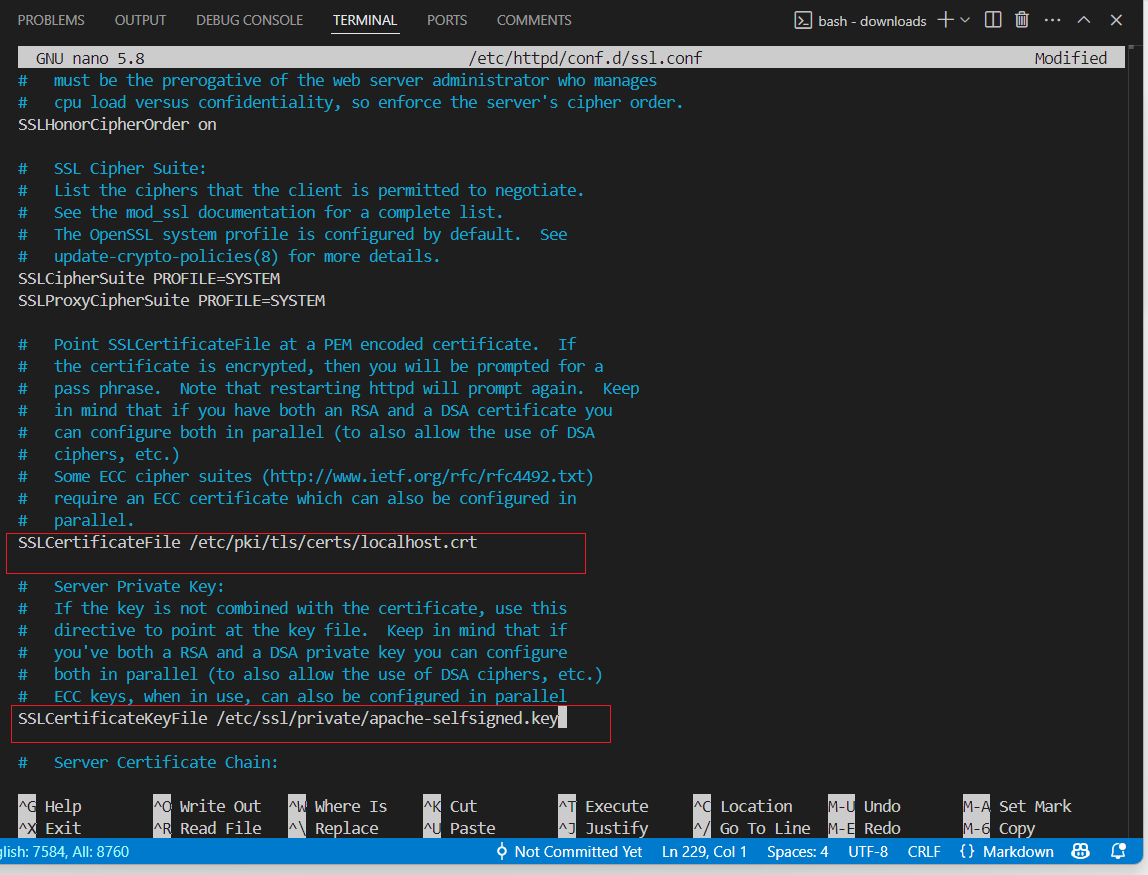 PROBLEMS OUTPUT DEBUG CONSOLE TERMINAL PORTS COMMENTS bash - downloads
GNU nano 5.8 /etc/httpd/conf.d/ssl.conf Modified
#   must be the prerogative of the web server administrator who manages
#   cpu load versus confidentiality, so enforce the server's cipher order.
SSLHonorCipherOrder on
#   SSL Cipher Suite:
#   List the ciphers that the client is permitted to negotiate.
#   See the mod_ssl documentation for a complete list.
#   The OpenSSL system profile is configured by default.  See
#   update-crypto-policies(8) for more details.
SSLCipherSuite PROFILE=SYSTEM
SSLProxyCipherSuite PROFILE=SYSTEM
#   Point SSLCertificateFile at a PEM encoded certificate.  If
#   the certificate is encrypted, then you will be prompted for a
#   pass phrase.  Note that restarting httpd will prompt again.  Keep
#   in mind that if you have both an RSA and a DSA certificate you
#   can configure both in parallel (to also allow the use of DSA
#   ciphers, etc.)
#   Some ECC cipher suites (http://www.ietf.org/rfc/rfc4492.txt)
#   require an ECC certificate which can also be configured in
#   parallel.
SSLCertificateFile /etc/pki/tls/certs/localhost.crt
#   Server Private Key:
#   If the key is not combined with the certificate, use this
#   directive to point at the key file.  Keep in mind that if
#   you've both a RSA and a DSA private key you can configure
#   both in parallel (to also allow the use of DSA ciphers, etc.)
#   ECC keys, when in use, can also be configured in parallel
SSLCertificateKeyFile /etc/ssl/private/apache-selfsigned.key
#   Server Certificate Chain:
^G Help ^O Write Out ^W Where Is ^K Cut ^T Execute ^C Location M-U Undo M-A Set Mark
^X Exit ^R Read File ^\ Replace ^U Paste ^J Justify ^/ Go To Line M-E Redo M-6 Copy
glish: 7584, All: 8760 Not Committed Yet Ln 229, Col 1 Spaces: 4 UTF-8 CRLF {} Markdown